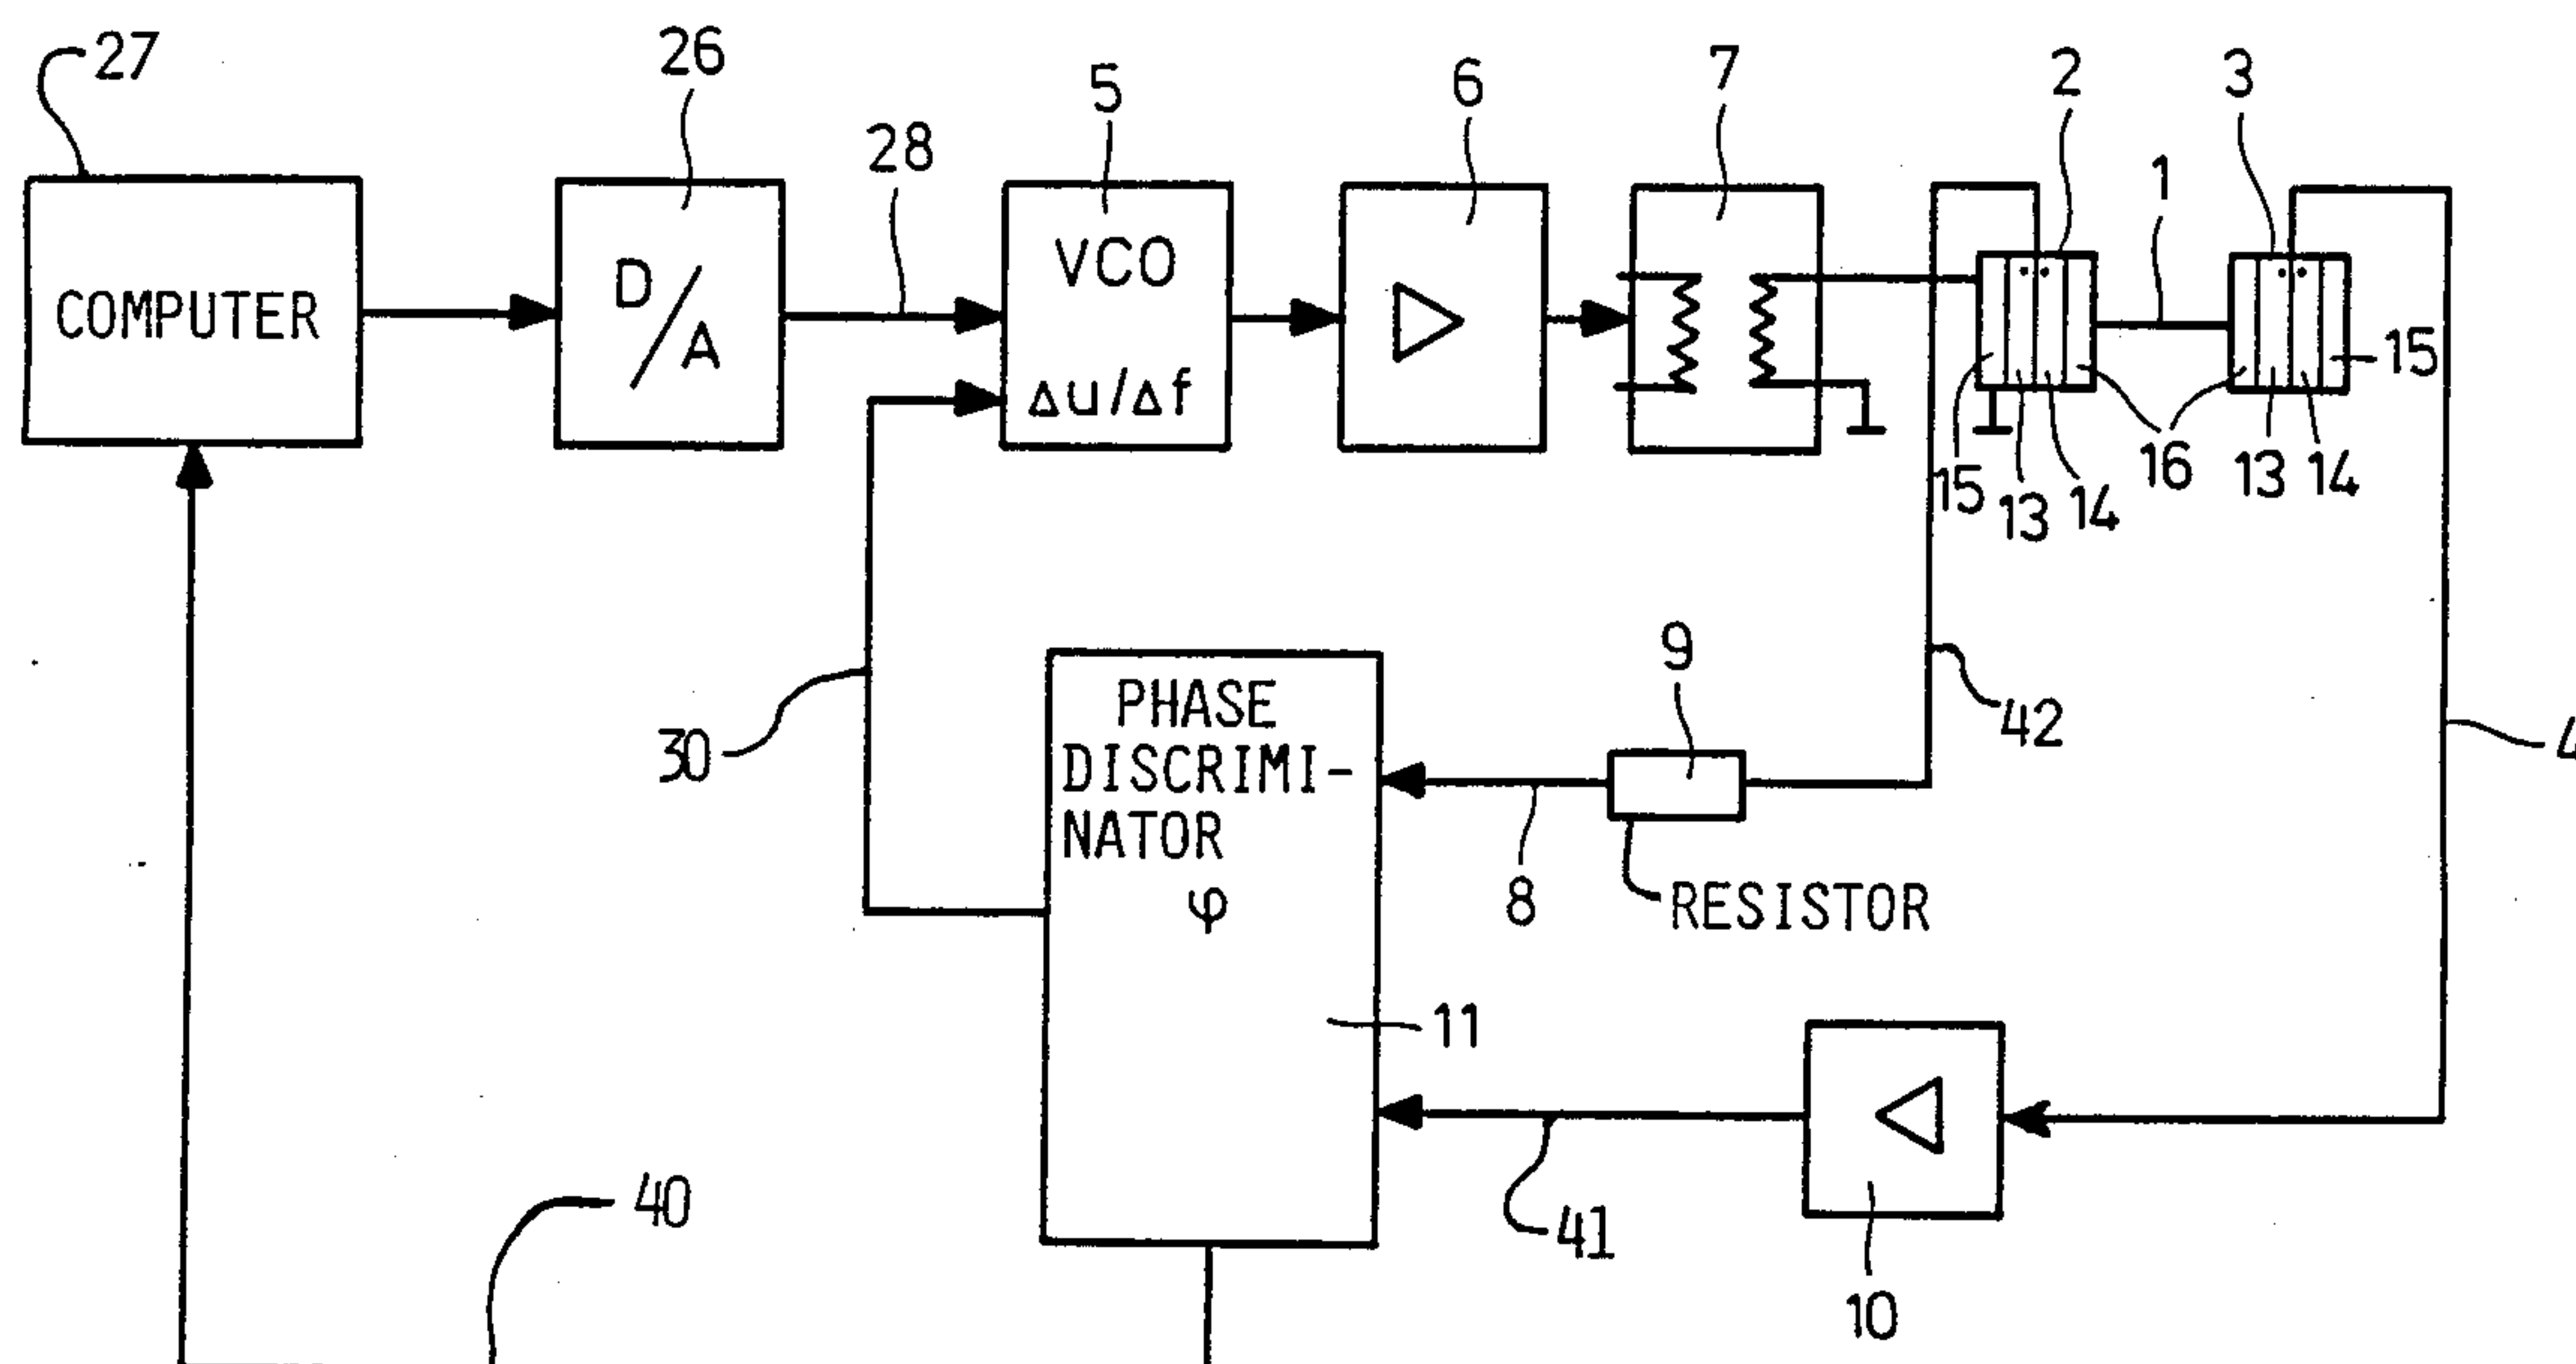 27
26
28
5
6
7
2
3
1
COMPUTER
D/A
VCO
Δu/Δf
15
13
14
16
13
14
15
30
PHASE
DISCRIMI-
NATOR
φ
9
42
8
RESISTOR
11
41
10
40